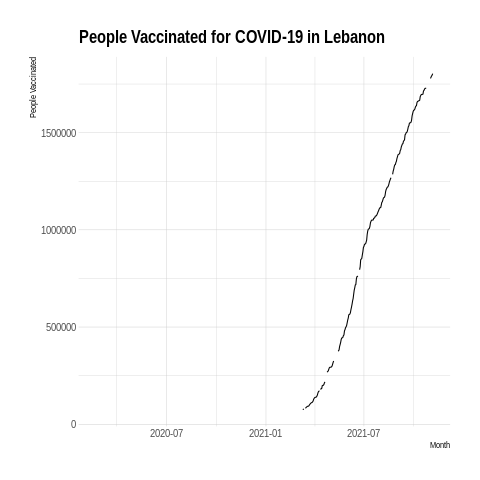 People Vaccinated for COVID-19 in Lebanon
People Vaccinated
1500000
1000000
500000
0
2020-07 2021-01 2021-07
Month